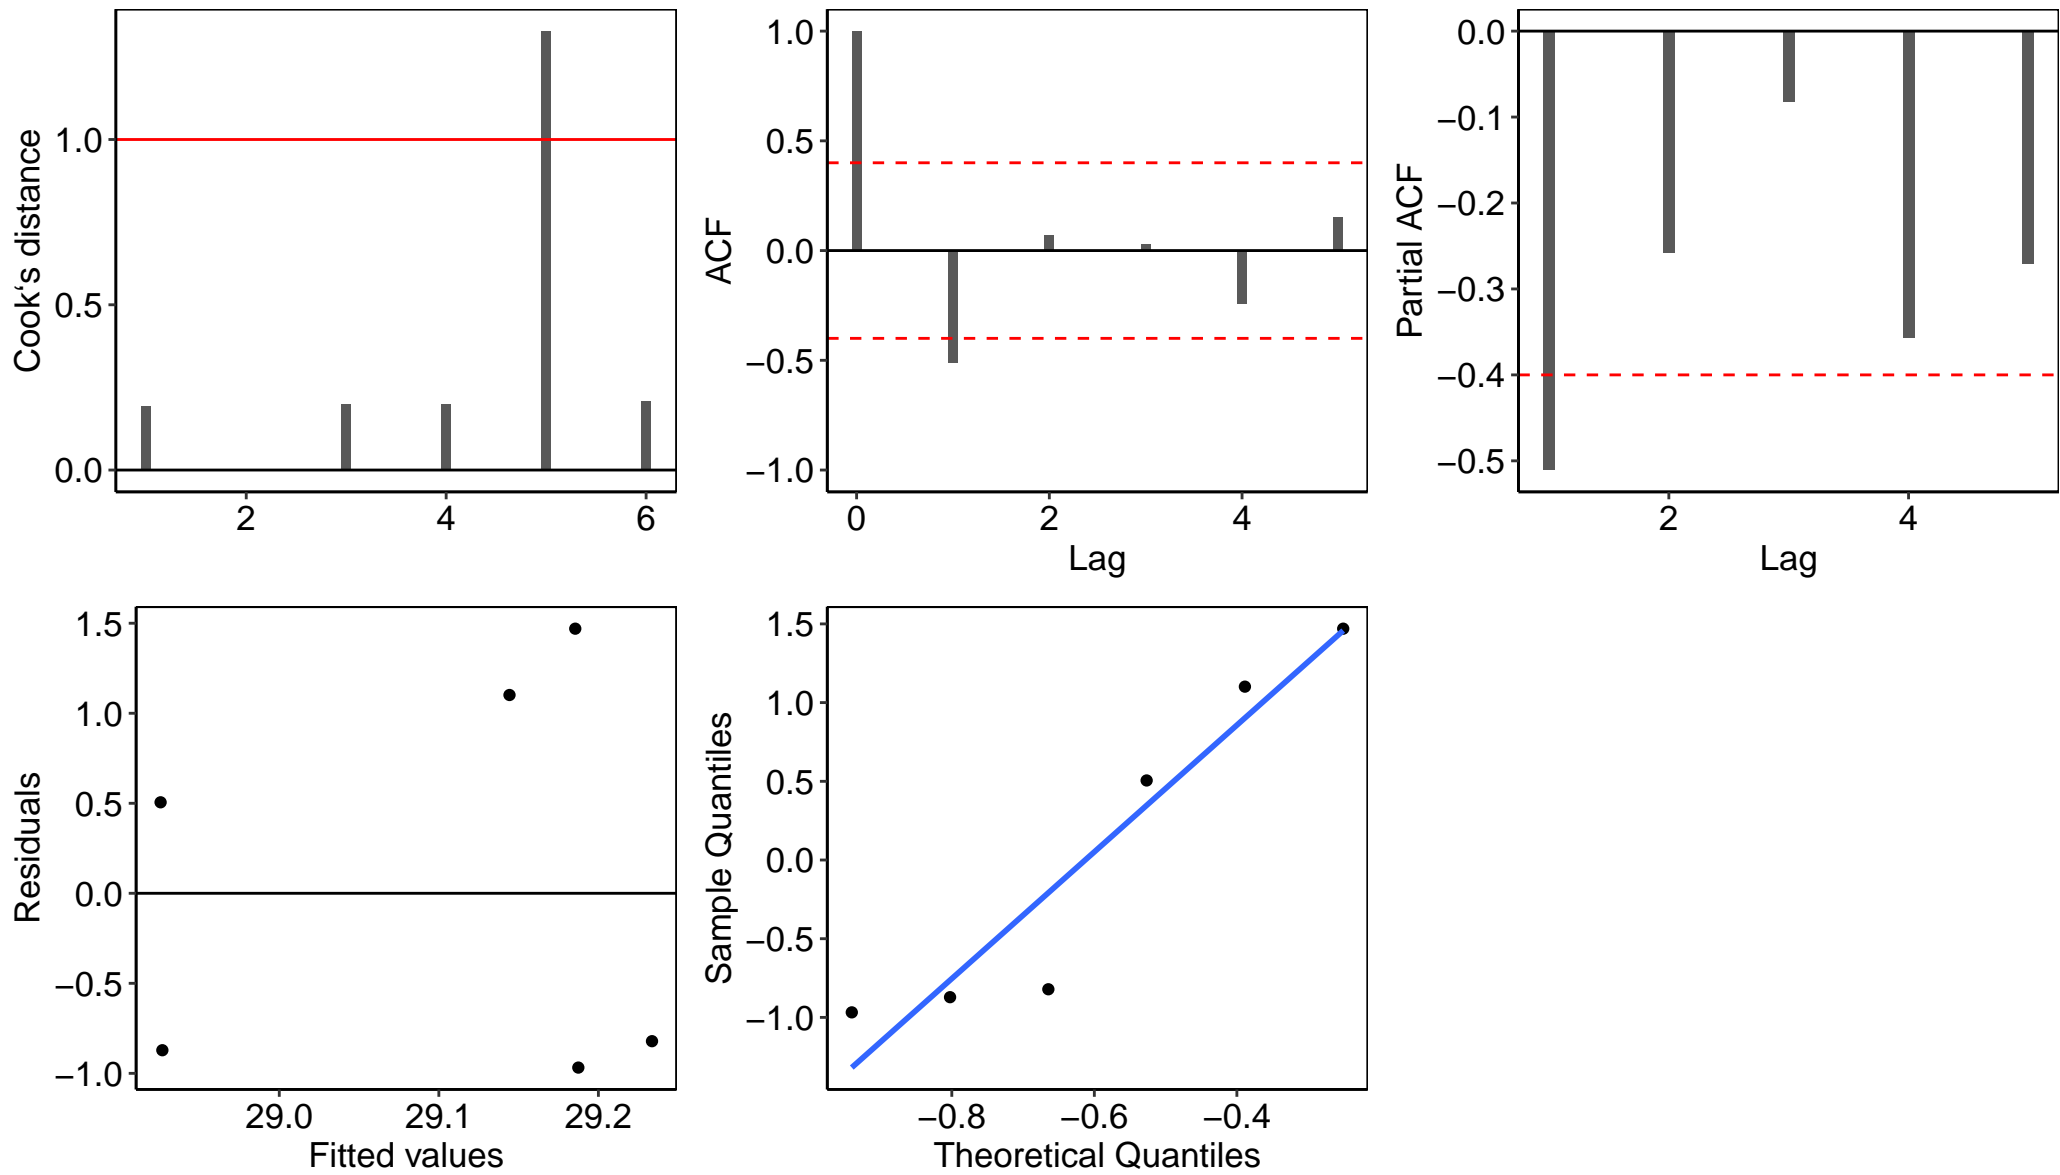 Cook‘s distance
1.0
0.5
0.0
2 4 6
ACF
1.0
0.5
0.0
−0.5
−1.0
0 2 4
Lag
Partial ACF
0.0
−0.1
−0.2
−0.3
−0.4
−0.5
2 4
Lag
Residuals
1.5
1.0
0.5
0.0
−0.5
−1.0
29.0 29.1 29.2
Fitted values
Sample Quantiles
1.5
1.0
0.5
0.0
−0.5
−1.0
−0.8 −0.6 −0.4
Theoretical Quantiles